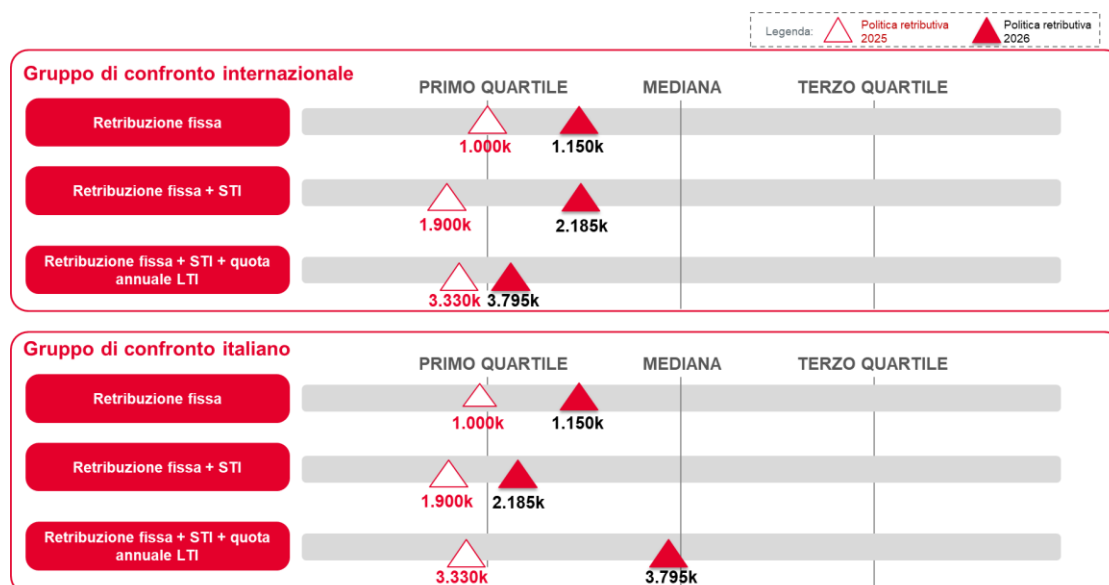 Legenda:
Politica retributiva
2025
Politica retributiva
2026
Gruppo di confronto internazionale
PRIMO QUARTILE
MEDIANA
TERZO QUARTILE
Retribuzione fissa
1.000k
1.150k
Retribuzione fissa + STI
1.900k
2.185k
Retribuzione fissa + STI + quota
annuale LTI
3.330k
3.795k
Gruppo di confronto italiano
PRIMO QUARTILE
MEDIANA
TERZO QUARTILE
Retribuzione fissa
1.000k
1.150k
Retribuzione fissa + STI
1.900k
2.185k
Retribuzione fissa + STI + quota
annuale LTI
3.330k
3.795k